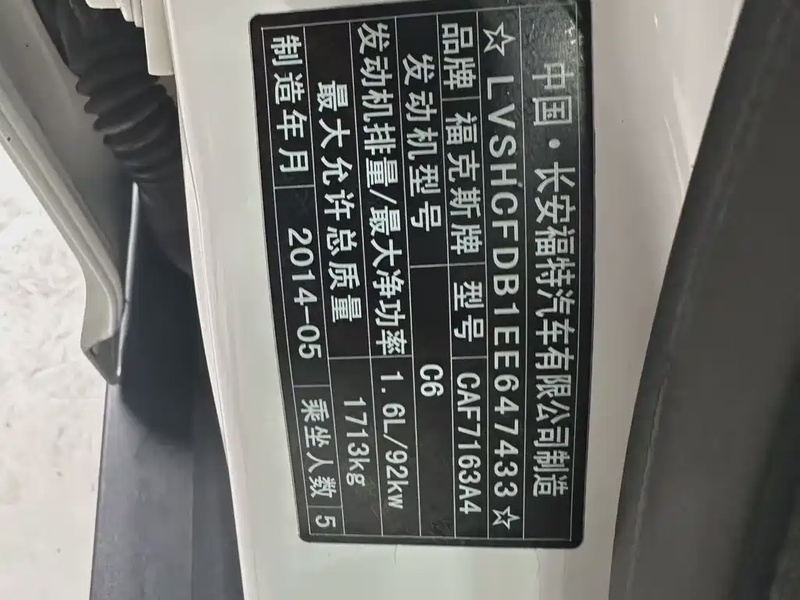 中国·长安福特汽车有限公司制造
☆LVSHCFDB1EE647433☆
品牌 福克斯牌 型号 CAF7163A4
发动机型号 C6
发动机排量/最大净功率 1.6L/92kw
最大允许总质量 1713kg
制造年月 2014-05 乘坐人数 5